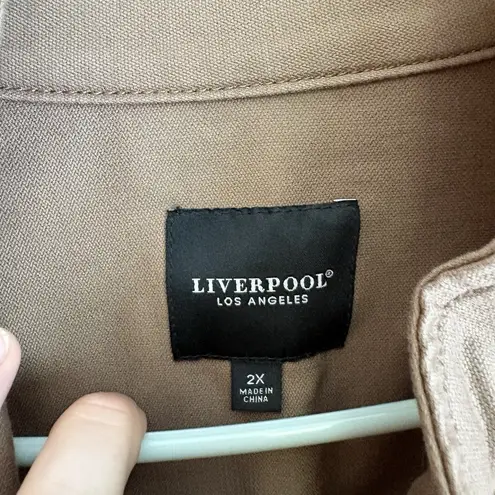 LIVERPOOL®
LOS ANGELES
2X
MADE IN
CHINA